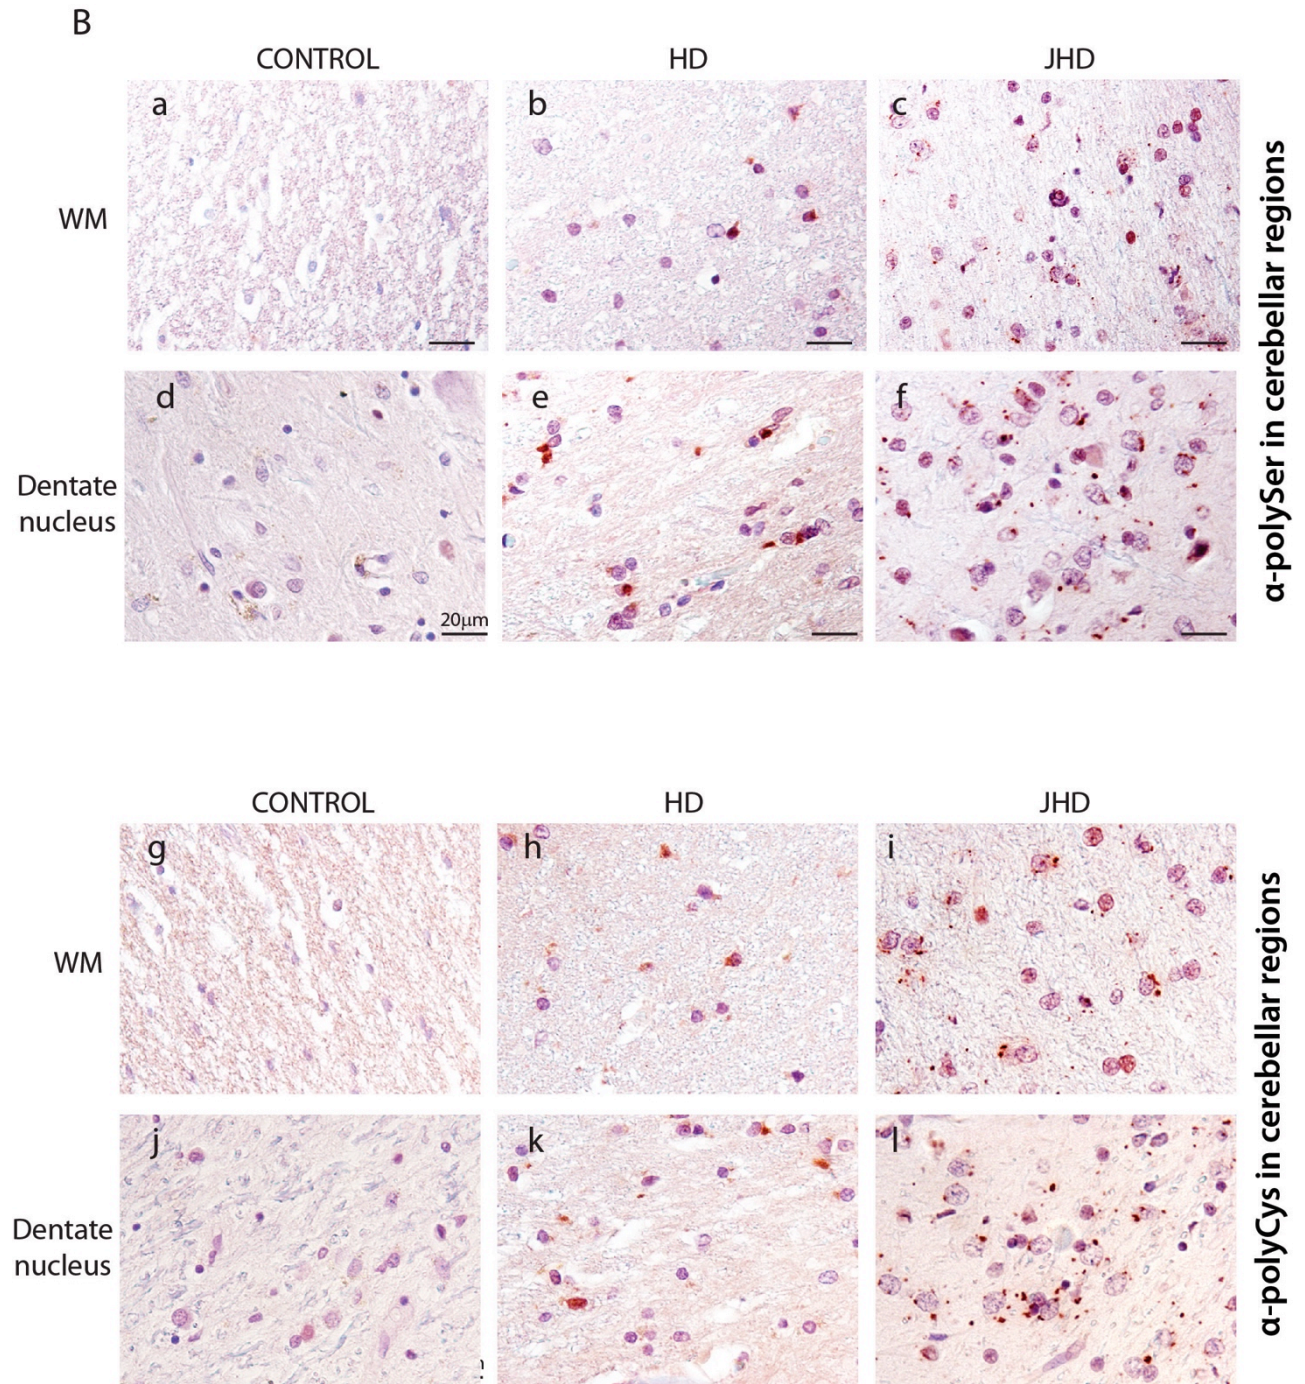 B
CONTROL
HD
JHD
a
b
c
WM
d
e
f
Dentate
nucleus
20μm
α-polySer in cerebellar regions
CONTROL
HD
JHD
g
h
i
WM
j
k
l
Dentate
nucleus
α-polyCys in cerebellar regions